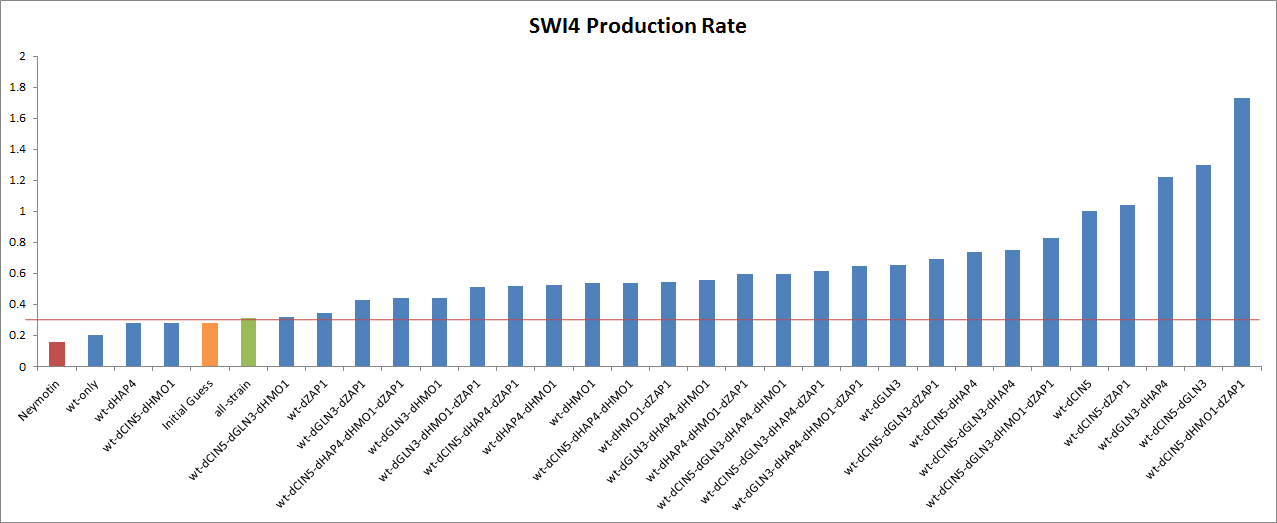 SWI4 Production Rate
2
1.8
1.6
1.4
1.2
1
0.8
0.6
0.4
0.2
0
Neymotin
wt-only
wt-dHAP4
wt-dCIN5-dHMO1
Initial Guess
all-strain
wt-dCIN5-dGLN3-dHMO1
wt-dZAP1
wt-dGLN3-dZAP1
wt-dCIN5-dHAP4-dHMO1-dZAP1
wt-dGLN3-dHMO1
wt-dGLN3-dHMO1-dZAP1
wt-dCIN5-dHAP4-dZAP1
wt-dHAP4-dHMO1
wt-dHMO1
wt-dCIN5-dHAP4-dHMO1
wt-dHMO1-dZAP1
wt-dGLN3-dHAP4-dHMO1
wt-dHAP4-dHMO1-dZAP1
wt-dCIN5-dGLN3-dHAP4-dHMO1
wt-dCIN5-dGLN3-dHAP4-dZAP1
wt-dGLN3-dHAP4-dHMO1-dZAP1
wt-dGLN3
wt-dCIN5-dGLN3-dZAP1
wt-dCIN5-dHAP4
wt-dCIN5-dGLN3-dHAP4
wt-dCIN5-dGLN3-dHMO1-dZAP1
wt-dCIN5
wt-dCIN5-dZAP1
wt-dGLN3-dHAP4
wt-dCIN5-dGLN3
wt-dCIN5-dHMO1-dZAP1